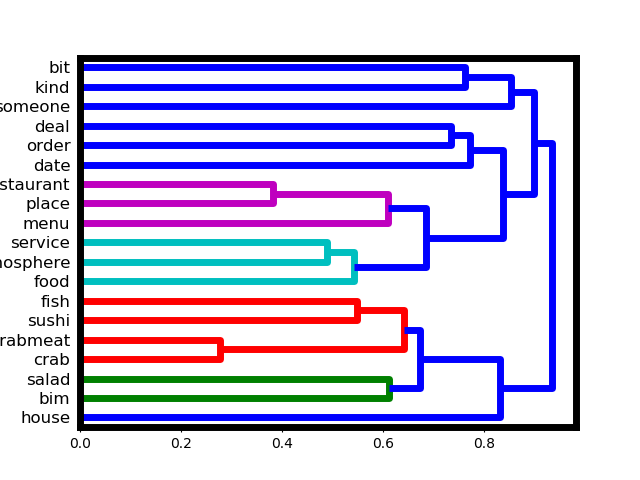 bit
kind
someone
deal
order
date
staurant
place
menu
service
nosphere
food
fish
sushi
rabmeat
crab
salad
bim
house
0.0 0.2 0.4 0.6 0.8